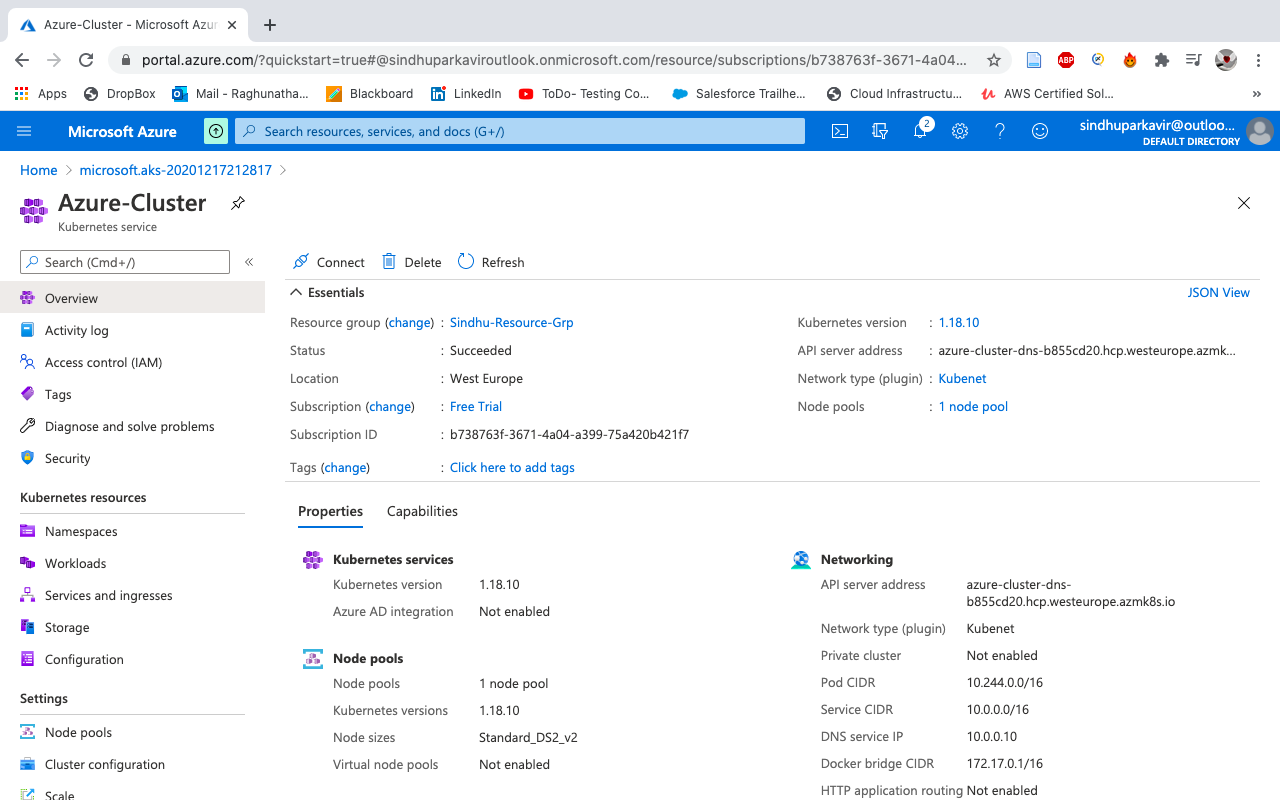 Azure-Cluster - Microsoft Azur
portal.azure.com/?quickstart=true#@sindhuparkaviroutlook.onmicrosoft.com/resource/subscriptions/b738763f-3671-4a04...
ABP
Apps
DropBox
Mail - Raghunatha...
Blackboard
LinkedIn
ToDo- Testing Co...
Salesforce Trailhe...
Cloud Infrastructu...
AWS Certified Sol...
»
Microsoft Azure
Search resources, services, and docs (G+/)
2
sindhuparkavir@outloo...
DEFAULT DIRECTORY
Home > microsoft.aks-20201217212817 >
Azure-Cluster
Kubernetes service
Search (Cmd+/)
«
Connect
Delete
Refresh
Overview
Activity log
Access control (IAM)
Tags
Diagnose and solve problems
Security
Kubernetes resources
Namespaces
Workloads
Services and ingresses
Storage
Configuration
Settings
Node pools
Cluster configuration
Scale
Essentials
JSON View
Resource group (change) : Sindhu-Resource-Grp
Status : Succeeded
Location : West Europe
Subscription (change) : Free Trial
Subscription ID : b738763f-3671-4a04-a399-75a420b421f7
Tags (change) : Click here to add tags
Kubernetes version : 1.18.10
API server address : azure-cluster-dns-b855cd20.hcp.westeurope.azmk...
Network type (plugin) : Kubenet
Node pools : 1 node pool
Properties
Capabilities
Kubernetes services
Kubernetes version 1.18.10
Azure AD integration Not enabled
Node pools
Node pools 1 node pool
Kubernetes versions 1.18.10
Node sizes Standard_DS2_v2
Virtual node pools Not enabled
Networking
API server address azure-cluster-dns-
b855cd20.hcp.westeurope.azmk8s.io
Network type (plugin) Kubenet
Private cluster Not enabled
Pod CIDR 10.244.0.0/16
Service CIDR 10.0.0.0/16
DNS service IP 10.0.0.10
Docker bridge CIDR 172.17.0.1/16
HTTP application routing Not enabled